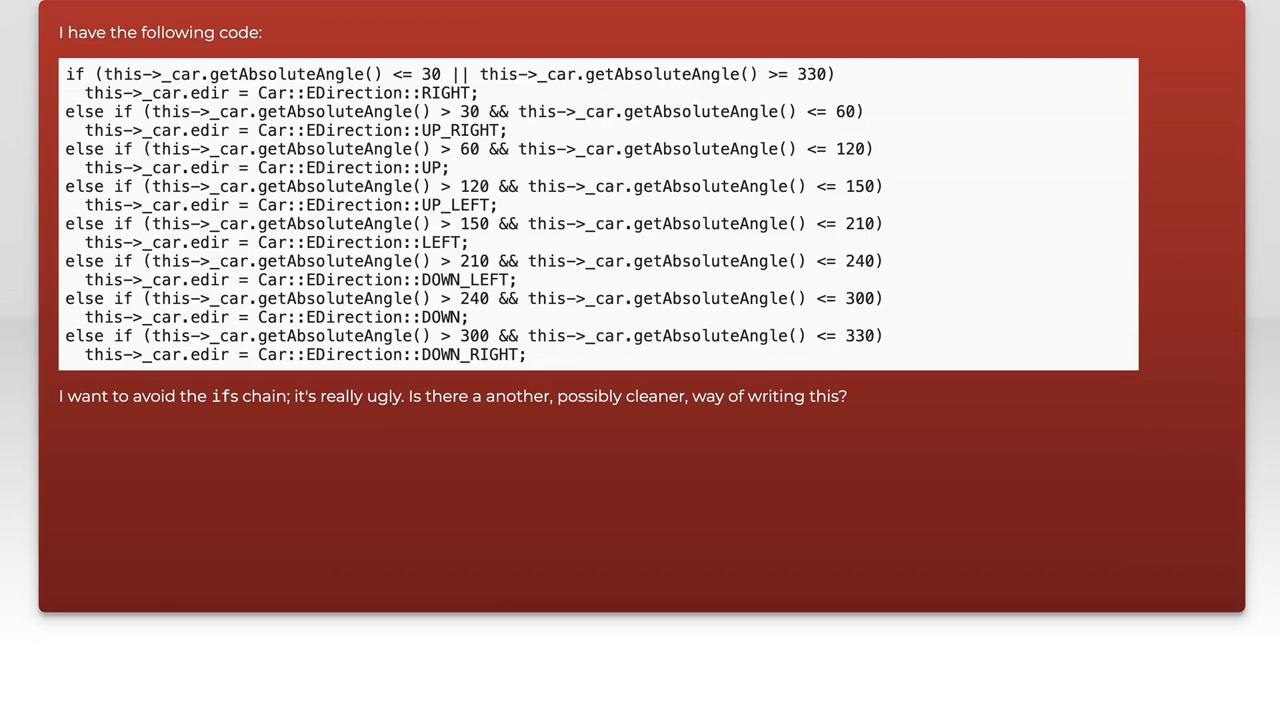 I have the following code:
if (this->_car.getAbsoluteAngle() <= 30 || this->_car.getAbsoluteAngle() >= 330)
  this->_car.edir = Car::EDirection::RIGHT;
else if (this->_car.getAbsoluteAngle() > 30 && this->_car.getAbsoluteAngle() <= 60)
  this->_car.edir = Car::EDirection::UP_RIGHT;
else if (this->_car.getAbsoluteAngle() > 60 && this->_car.getAbsoluteAngle() <= 120)
  this->_car.edir = Car::EDirection::UP;
else if (this->_car.getAbsoluteAngle() > 120 && this->_car.getAbsoluteAngle() <= 150)
  this->_car.edir = Car::EDirection::UP_LEFT;
else if (this->_car.getAbsoluteAngle() > 150 && this->_car.getAbsoluteAngle() <= 210)
  this->_car.edir = Car::EDirection::LEFT;
else if (this->_car.getAbsoluteAngle() > 210 && this->_car.getAbsoluteAngle() <= 240)
  this->_car.edir = Car::EDirection::DOWN_LEFT;
else if (this->_car.getAbsoluteAngle() > 240 && this->_car.getAbsoluteAngle() <= 300)
  this->_car.edir = Car::EDirection::DOWN;
else if (this->_car.getAbsoluteAngle() > 300 && this->_car.getAbsoluteAngle() <= 330)
  this->_car.edir = Car::EDirection::DOWN_RIGHT;
I want to avoid the ifs chain; it's really ugly. Is there a another, possibly cleaner, way of writing this?